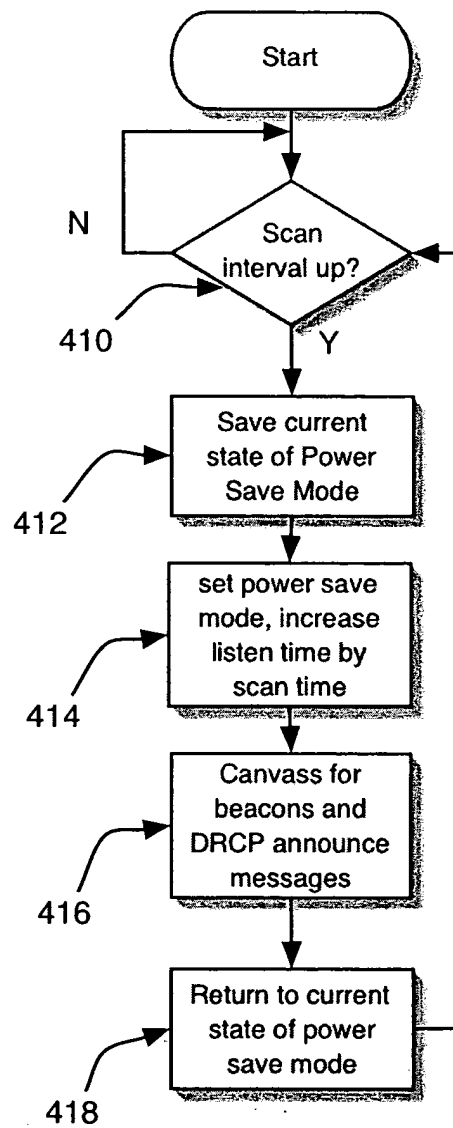 Start
N
Scan
interval up?
410
Y
Save current
state of Power
Save Mode
412
set power save
mode, increase
listen time by
scan time
414
Canvass for
beacons and
DRCP announce
messages
416
Return to current
state of power
save mode
418